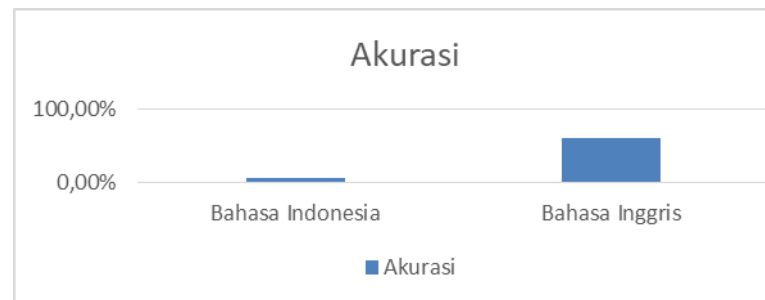 Akurasi
100,00%
0,00%
Bahasa Indonesia
Bahasa Inggris
Akurasi